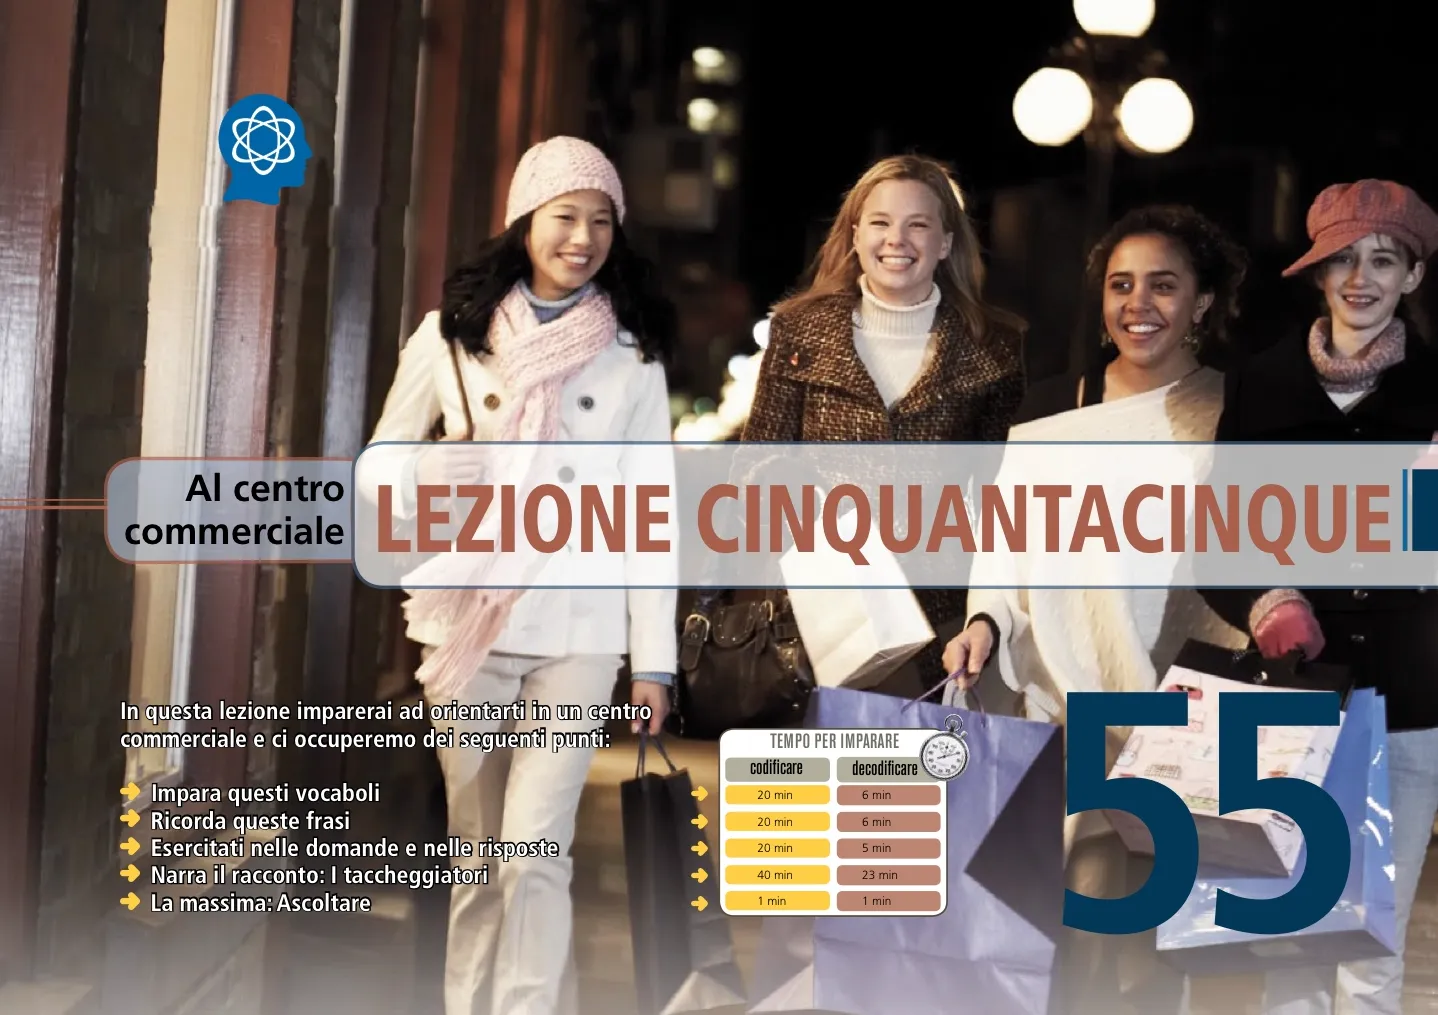 Al centro
commerciale
LEZIONE CINQUANTACINQUE
In questa lezione imparerai ad orientarti in un centro
commerciale e ci occuperemo dei seguenti punti:
Impara questi vocaboli
Ricorda queste frasi
Esercitati nelle domande e nelle risposte
Narra il racconto: I taccheggiatori
La massima: Ascoltare
TEMPO PER IMPARARE
codificare decodificare
20 min 6 min
20 min 6 min
20 min 5 min
40 min 23 min
1 min 1 min
55